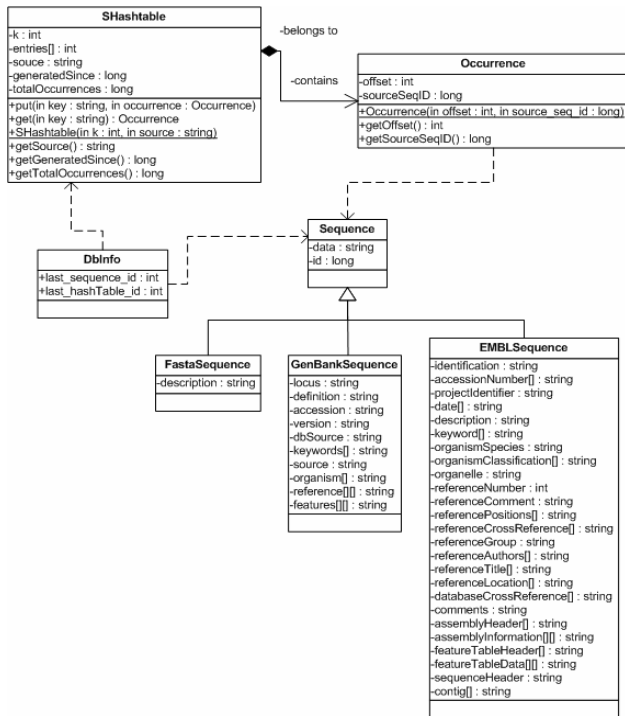 SHashtable
-k : int
-entries[] : int
-souce : string
-generatedSince : long
-totalOccurrences : long
+put(in key : string, in occurrence : Occurrence)
+get(in key : string) : Occurrence
+SHashtable(in k : int, in source : string)
+getSource() : string
+getGeneratedSince() : long
+getTotalOccurrences() : long
-belongs to
-contains
Occurrence
-offset : int
-sourceSeqID : long
+Occurrence(in offset : int, in source_seq_id : long)
+getOffset() : int
+getSourceSeqID() : long
Sequence
-data : string
-id : long
DbInfo
+last_sequence_id : int
+last_hashTable_id : int
FastaSequence
-description : string
GenBankSequence
-locus : string
-definition : string
-accession : string
-version : string
-dbSource : string
-keywords[] : string
-source : string
-organism[] : string
-reference[][] : string
-features[][] : string
EMBLSequence
-identification : string
-accessionNumber[] : string
-projectIdentifier : string
-date[] : string
-description : string
-keyword[] : string
-organismSpecies : string
-organismClassification[] : string
-organelle : string
-referenceNumber : int
-referenceComment : string
-referencePositions[] : string
-referenceCrossReference[] : string
-referenceGroup : string
-referenceAuthors[] : string
-referenceTitle[] : string
-referenceLocation[] : string
-databaseCrossReference[] : string
-comments : string
-assemblyHeader[] : string
-assemblyInformation[][] : string
-featureTableHeader[] : string
-featureTableData[][] : string
-sequenceHeader : string
-contig[] : string